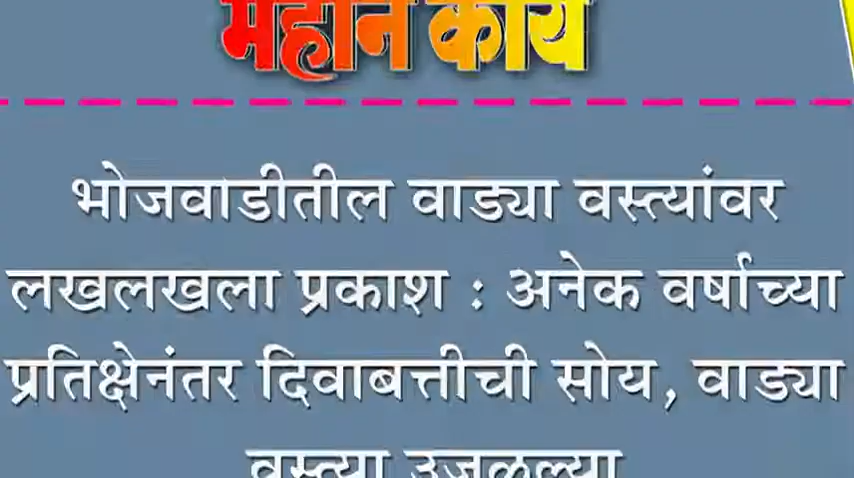 महान कार्य
भोजवाडीतील वाड्या वस्त्यांवर
लखलखला प्रकाश : अनेक वर्षाच्या
प्रतिक्षेनंतर दिवाबत्तीची सोय, वाड्या
वस्त्या उजळल्या